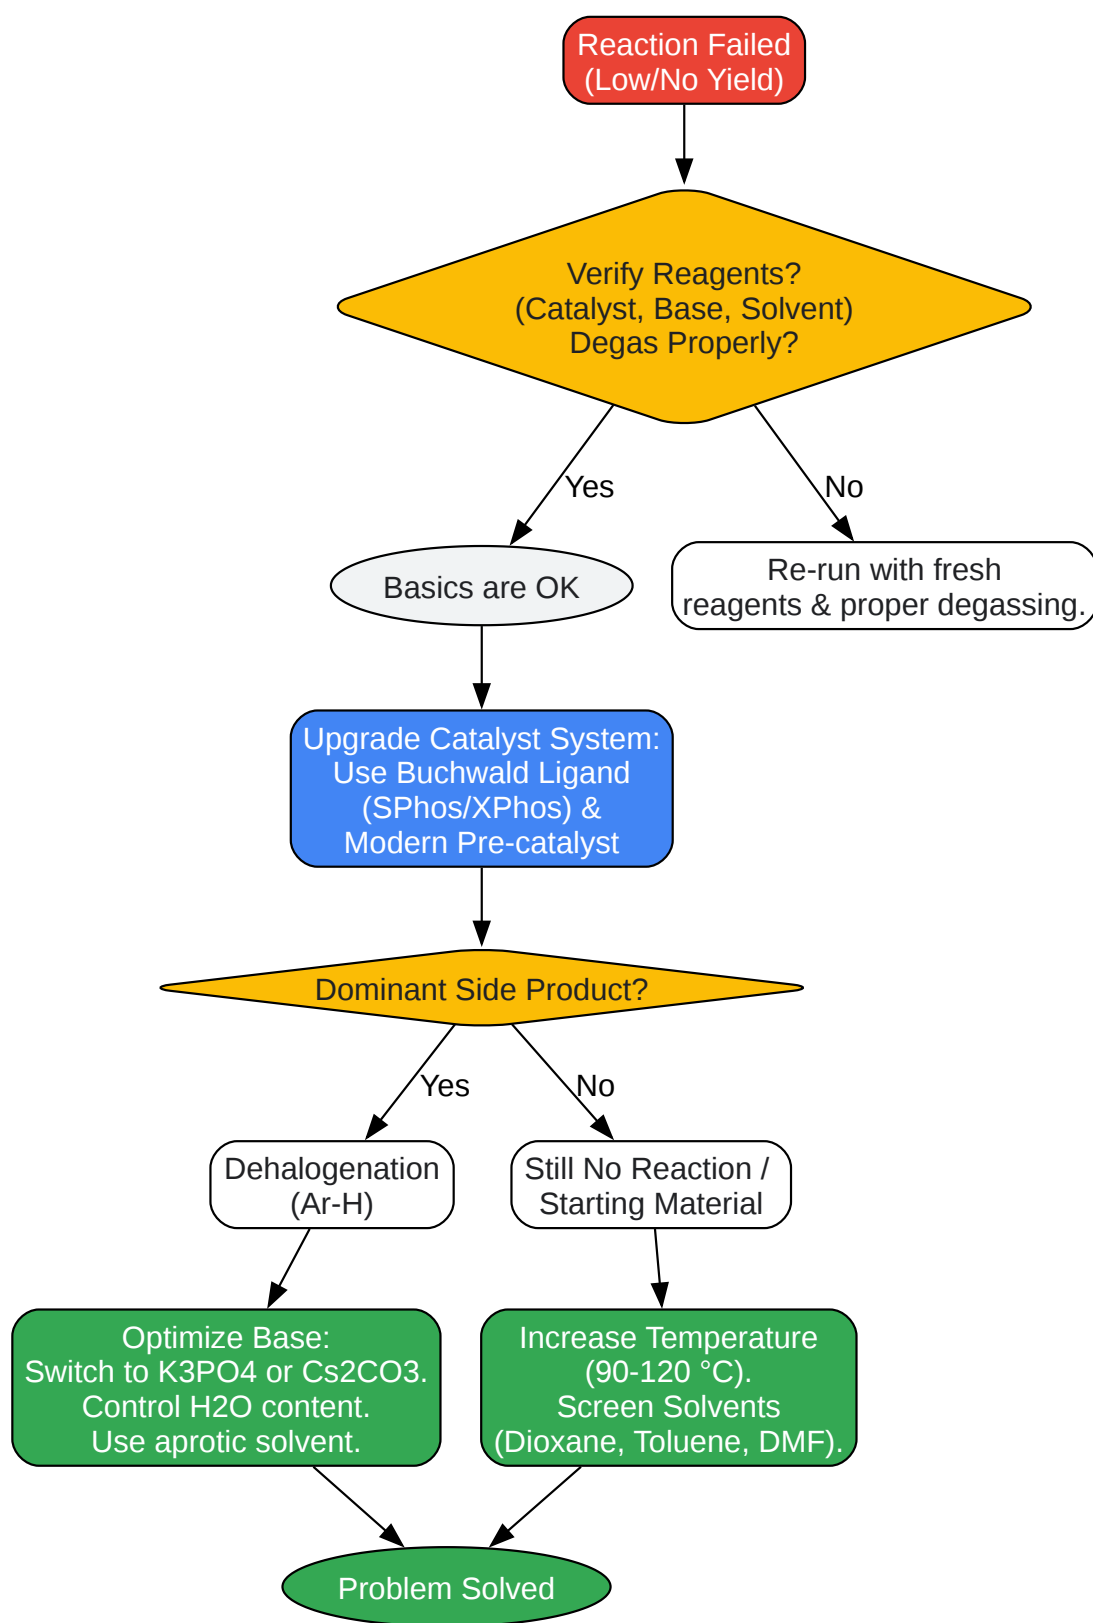 Reaction Failed
(Low/No Yield)
Verify Reagents?
(Catalyst, Base, Solvent)
Degas Properly?
Yes
No
Basics are OK
Re-run with fresh
reagents & proper degassing.
Upgrade Catalyst System:
Use Buchwald Ligand
(SPhos/XPhos) &
Modern Pre-catalyst
Dominant Side Product?
Yes
No
Dehalogenation
(Ar-H)
Still No Reaction /
Starting Material
Optimize Base:
Switch to K3PO4 or Cs2CO3.
Control H2O content.
Use aprotic solvent.
Increase Temperature
(90-120 °C).
Screen Solvents
(Dioxane, Toluene, DMF).
Problem Solved